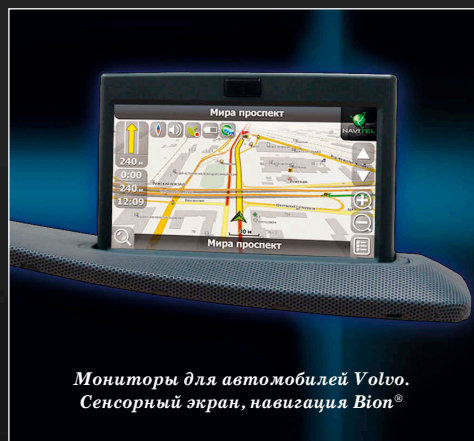 Мира проспект
NAVITEL
240 м
0:00
240 м
12:09
Мира проспект
Мониторы для автомобилей Volvo.
Сенсорный экран, навигация Bion®